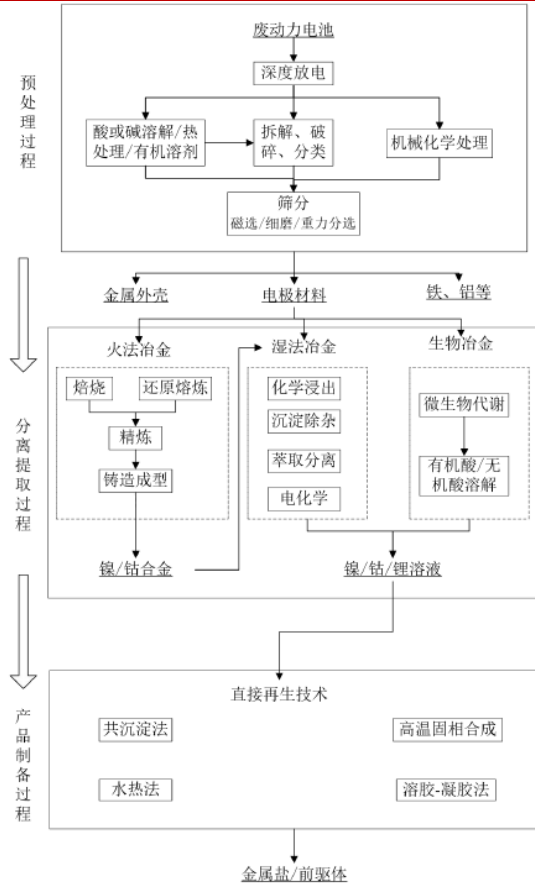 废动力电池
深度放电
预处理过程
酸或碱溶解/热
处理/有机溶剂
拆解、破
碎、分类
机械化学处理
筛分
磁选/细磨/重力分选
金属外壳
电极材料
铁、铝等
火法冶金
湿法冶金
生物冶金
分离提取过程
焙烧
还原熔炼
精炼
铸造成型
化学浸出
沉淀除杂
萃取分离
电化学
微生物代谢
有机酸/无
机酸溶解
镍/钴合金
镍/钴/锂溶液
产品制备过程
直接再生技术
共沉淀法
高温固相合成
水热法
溶胶-凝胶法
金属盐/前驱体